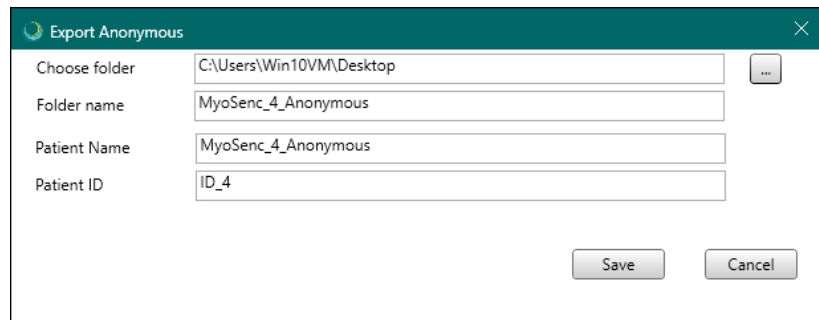 Export Anonymous
Choose folder C:\Users\Win10VM\Desktop ...
Folder name MyoSenc_4_Anonymous
Patient Name MyoSenc_4_Anonymous
Patient ID ID_4
Save Cancel